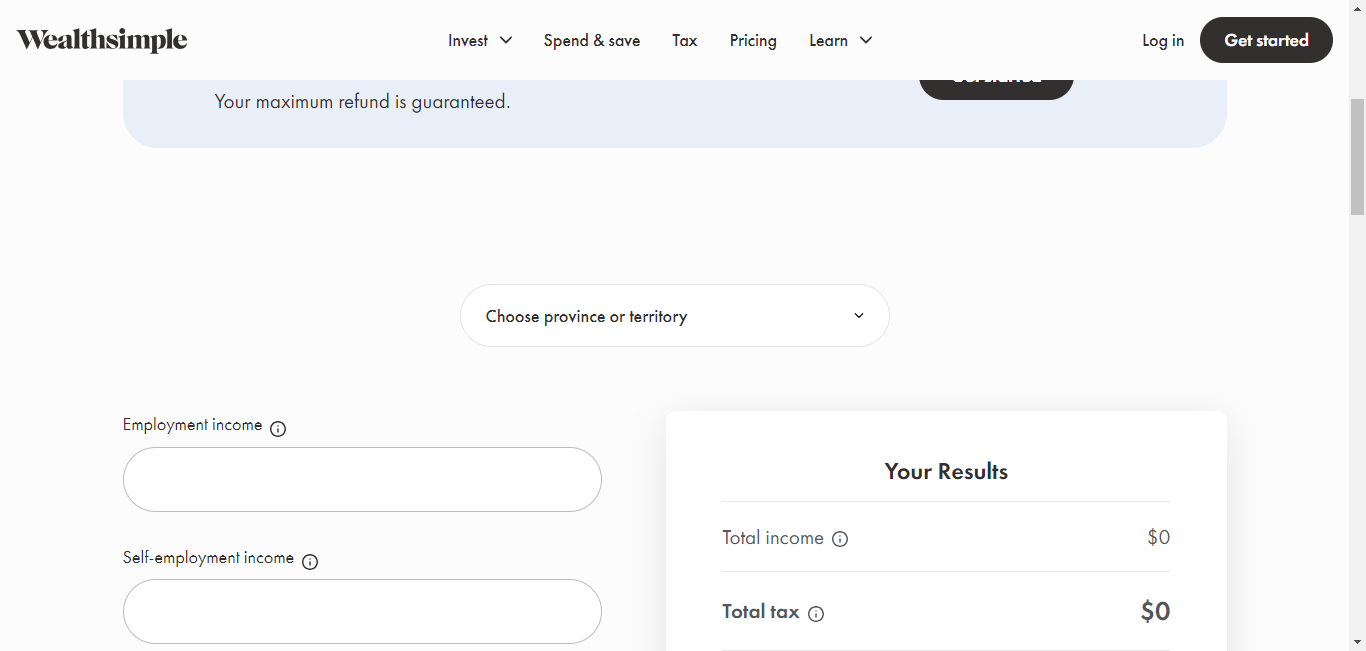 Wealthsimple
Invest Spend & save Tax Pricing Learn Log in Get started
Your maximum refund is guaranteed.
Choose province or territory
Employment income
Self-employment income
Your Results
Total income $0
Total tax $0